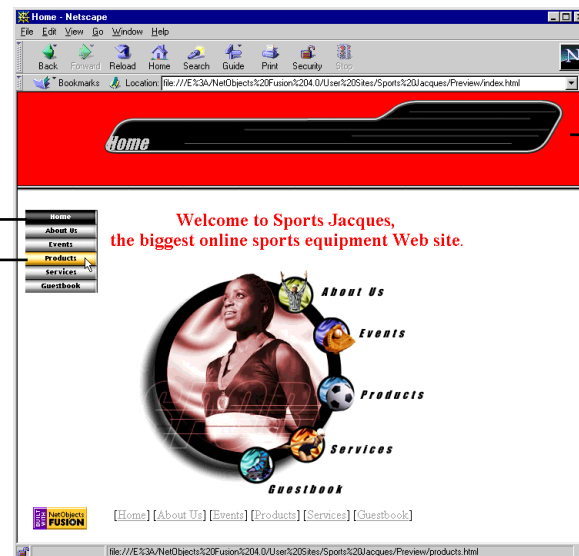 Home - Netscape
File Edit View Go Window Help
Back Forward Reload Home Search Guide Print Security Stop
N
Bookmarks Location: file:///E%3A/NetObjects%20Fusion%204.0/User%20Sites/Sports%20Jacques/Preview/index.html
Home
Home
About Us
Events
Products
Services
Guestbook
Welcome to Sports Jacques,
the biggest online sports equipment Web site.
About Us
Events
Products
Services
Guestbook
BUILT WITH NetObjects FUSION
[Home] [About Us] [Events] [Products] [Services] [Guestbook]
file:///E%3A/NetObjects%20Fusion%204.0/User%20Sites/Sports%20Jacques/Preview/products.html